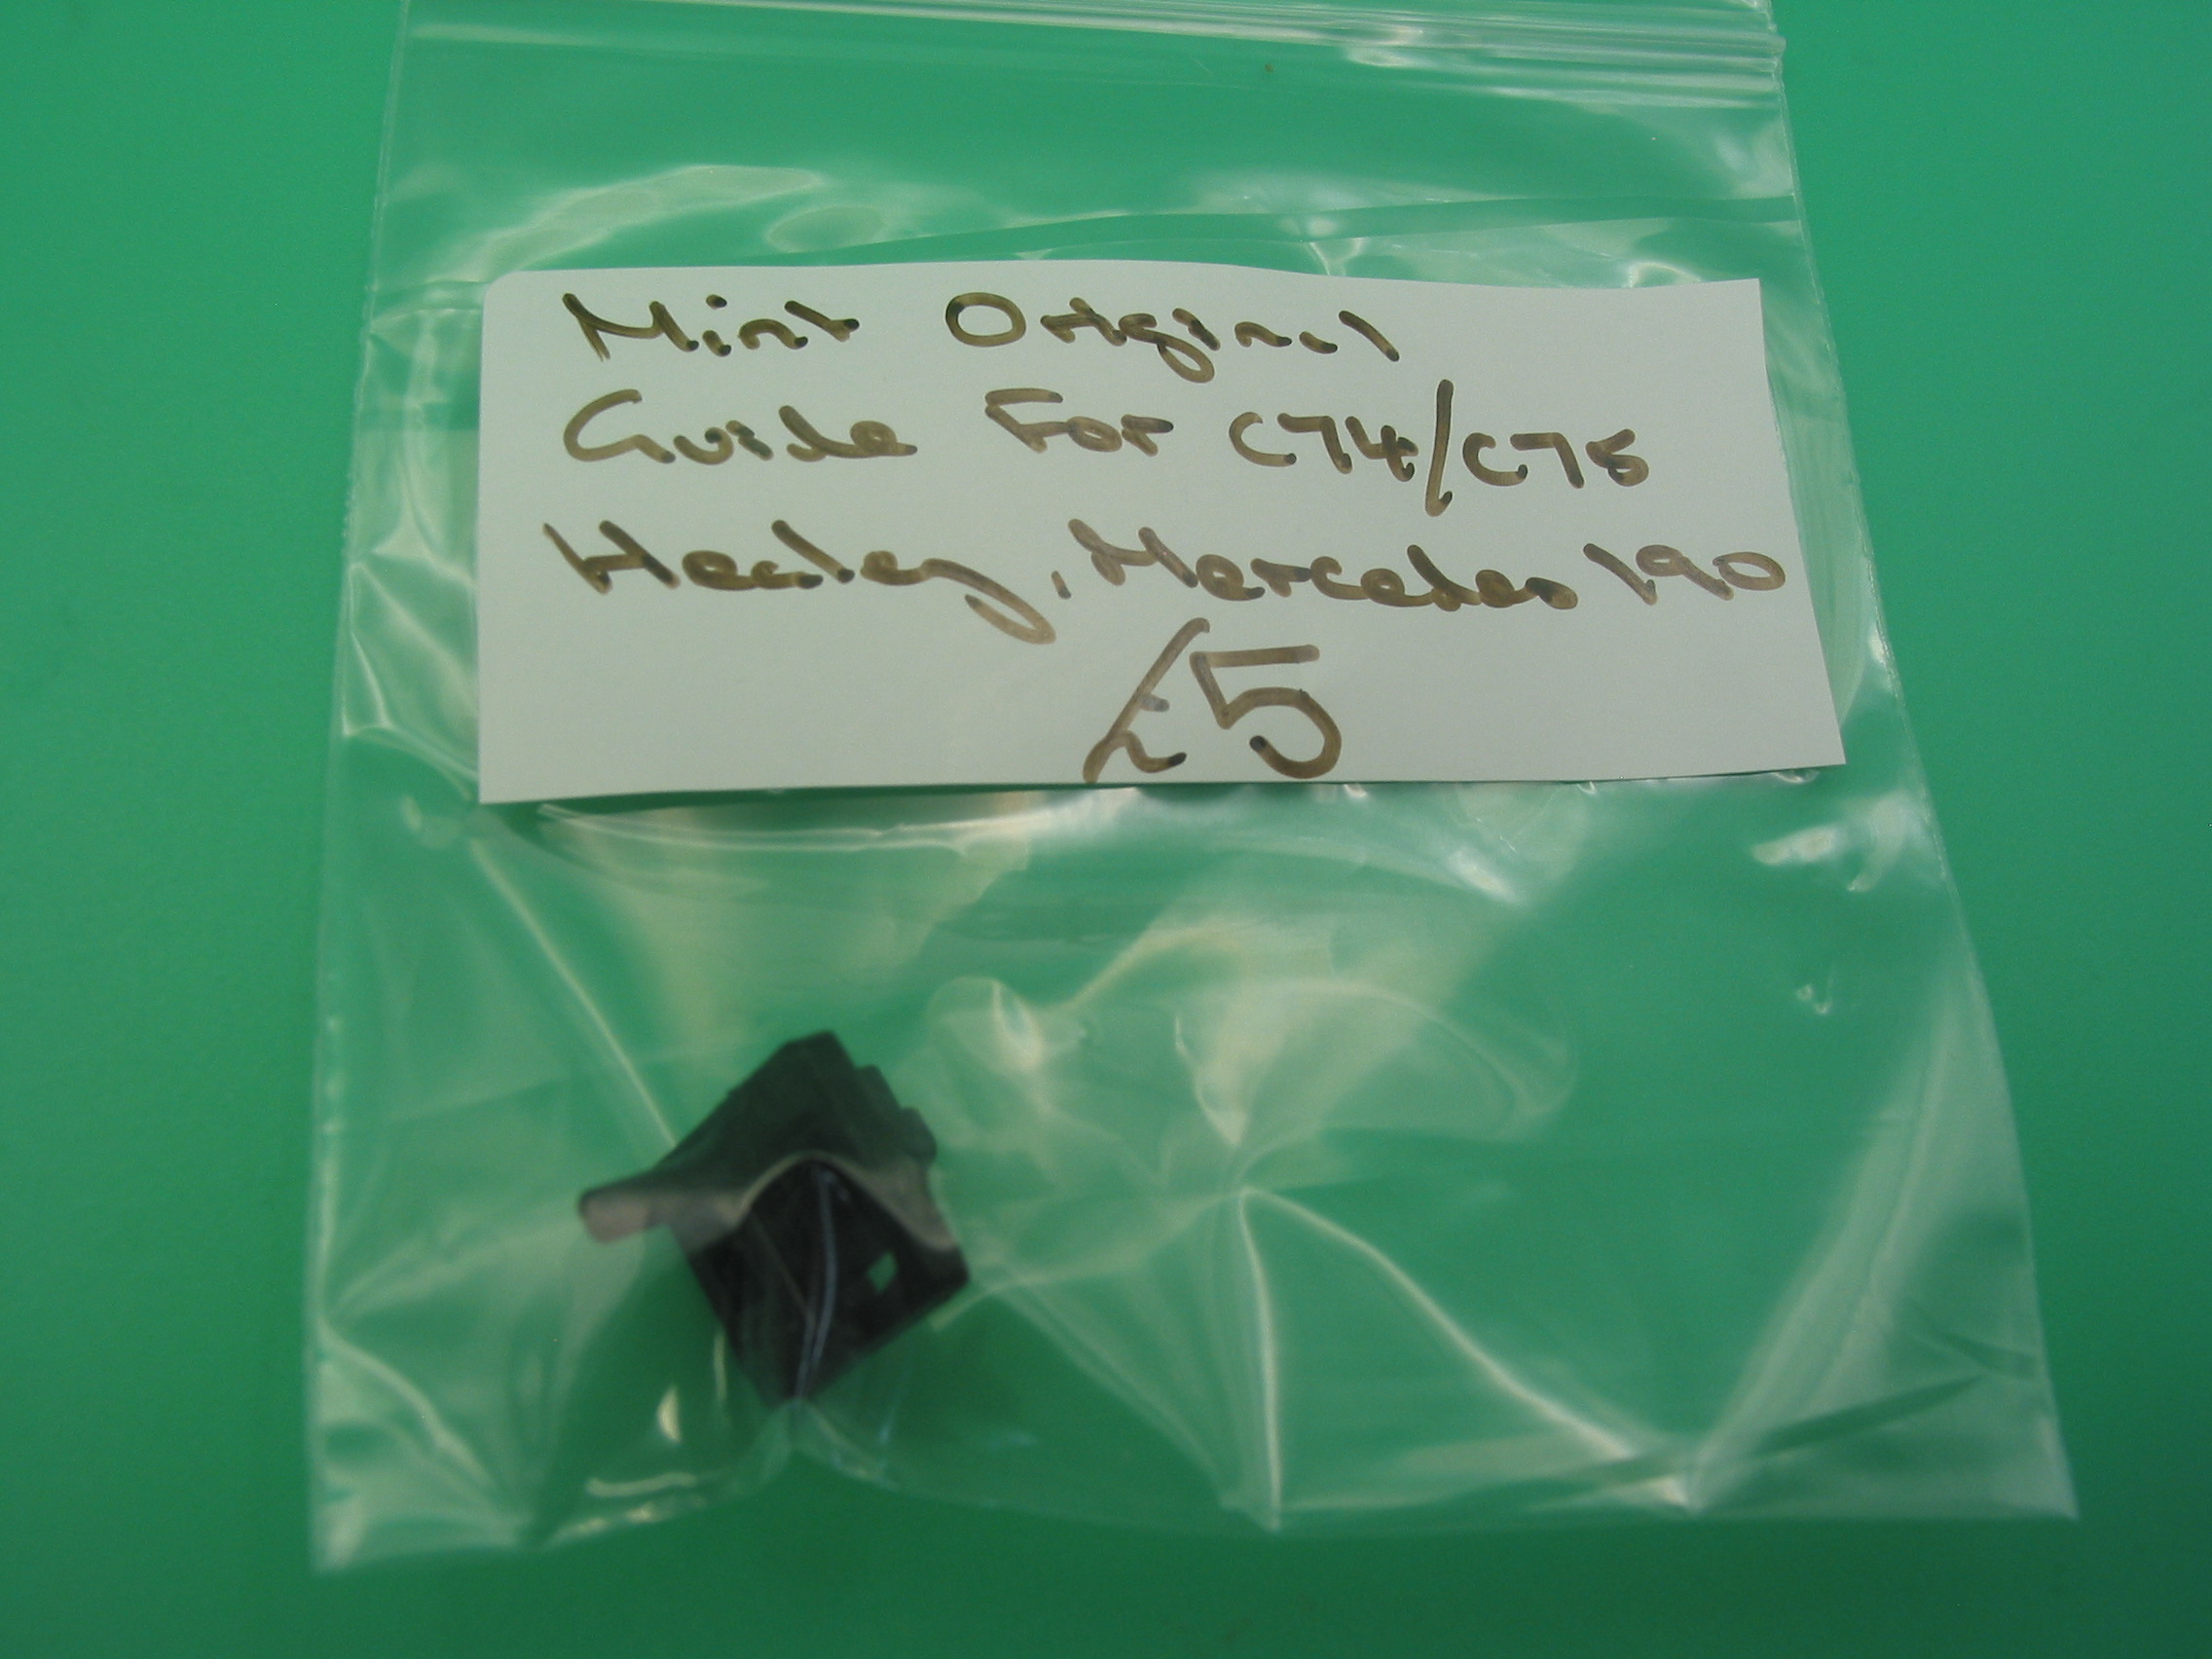 Mint Original
Guide For C74/C75
Healey, Mercedes 190
£5